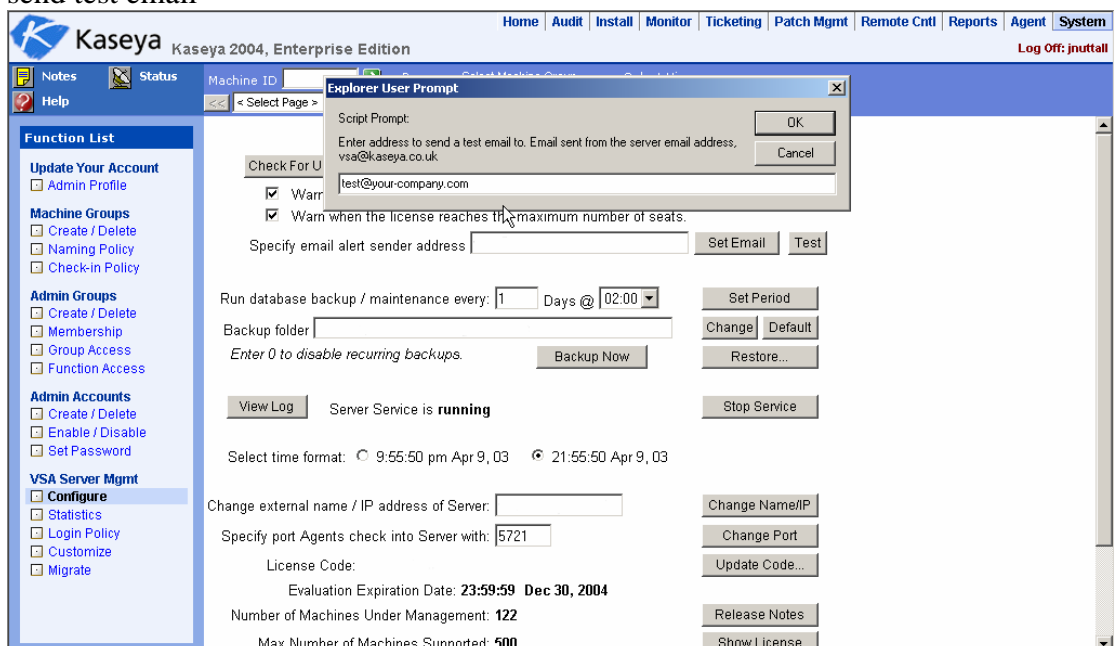 send test email
Home Audit Install Monitor Ticketing Patch Mgmt Remote Cntl Reports Agent System
Kaseya Kaseya 2004, Enterprise Edition
Log Off: jnuttall
Notes Status
Help
Machine ID
<< < Select Page >
Explorer User Prompt
Script Prompt:
Enter address to send a test email to. Email sent from the server email address,
vsa@kaseya.co.uk
OK
Cancel
test@your-company.com
Function List
Update Your Account
Admin Profile
Machine Groups
Create / Delete
Naming Policy
Check-in Policy
Admin Groups
Create / Delete
Membership
Group Access
Function Access
Admin Accounts
Create / Delete
Enable / Disable
Set Password
VSA Server Mgmt
Configure
Statistics
Login Policy
Customize
Migrate
Check For U
Warn
Warn when the license reaches the maximum number of seats.
Specify email alert sender address Set Email Test
Run database backup / maintenance every: 1 Days @ 02:00 Set Period
Backup folder Change Default
Enter 0 to disable recurring backups. Backup Now Restore...
View Log Server Service is running Stop Service
Select time format: 9:55:50 pm Apr 9, 03 21:55:50 Apr 9, 03
Change external name / IP address of Server: Change Name/IP
Specify port Agents check into Server with: 5721 Change Port
License Code: Update Code...
Evaluation Expiration Date: 23:59:59 Dec 30, 2004
Number of Machines Under Management: 122 Release Notes
Max Number of Machines Supported: 500 Show License